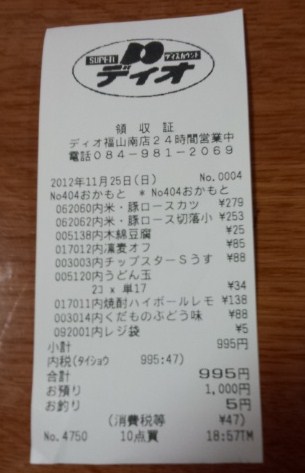 SUPER ディスカウント
ディオ
領収証
ディオ福山南店24時間営業中
電話084-981-2069
2012年11月25日(日) No.0004
No404おかもと * No404おかもと
062060内米・豚ロースカツ ¥279
062062内米・豚ロース切落小 ¥253
005138内木綿豆腐 ¥25
017012内漢麦オフ ¥85
003003内チップスターSうす ¥88
005120内うどん玉
2コ x 単17 ¥34
017011内焼酎ハイボールレモ ¥138
003014内くだものぶどう味 ¥88
092001内レジ袋 ¥5
小計 995円
内税(タイショウ 995:47)
合計 995円
お預り 1,000円
お釣り 5円
(消費税等 ¥47)
No.4750 10点買 18:57TM